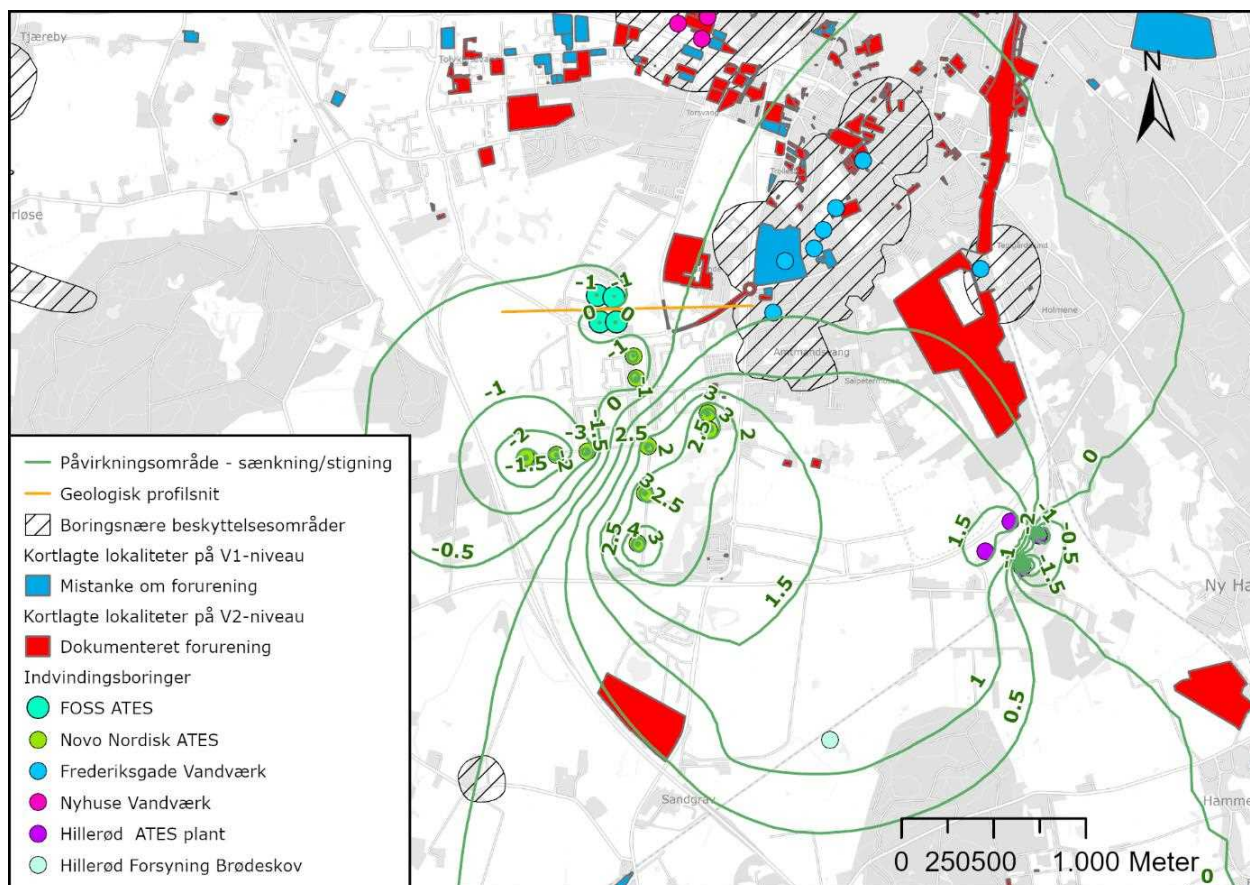 Tjæreby
N
Torsvang
rløse
-1
-1
0
0
Tøjhørnsund
Holmene
-1
-1
Amtmandsvang
Salpetermosen
-1
0
3
3
0
-2
-3
-1.5
2.5
2
2.5
2
-1.5
-2
3
2.5
-0.5
2.5
4
3
1.5
1.5
-2
-1
-0.5
-1
-1.5
Ny Ha
1
0.5
Sandgrav
Hamme
0
Påvirkningsområde - sænkning/stigning
Geologisk profilsnit
Boringsnære beskyttelsesområder
Kortlagte lokaliteter på V1-niveau
Mistanke om forurening
Kortlagte lokaliteter på V2-niveau
Dokumenteret forurening
Indvindingsboringer
FOSS ATES
Novo Nordisk ATES
Frederiksgade Vandværk
Nyhuse Vandværk
Hillerød ATES plant
Hillerød Forsyning Brødeskov
0 250500 1.000 Meter